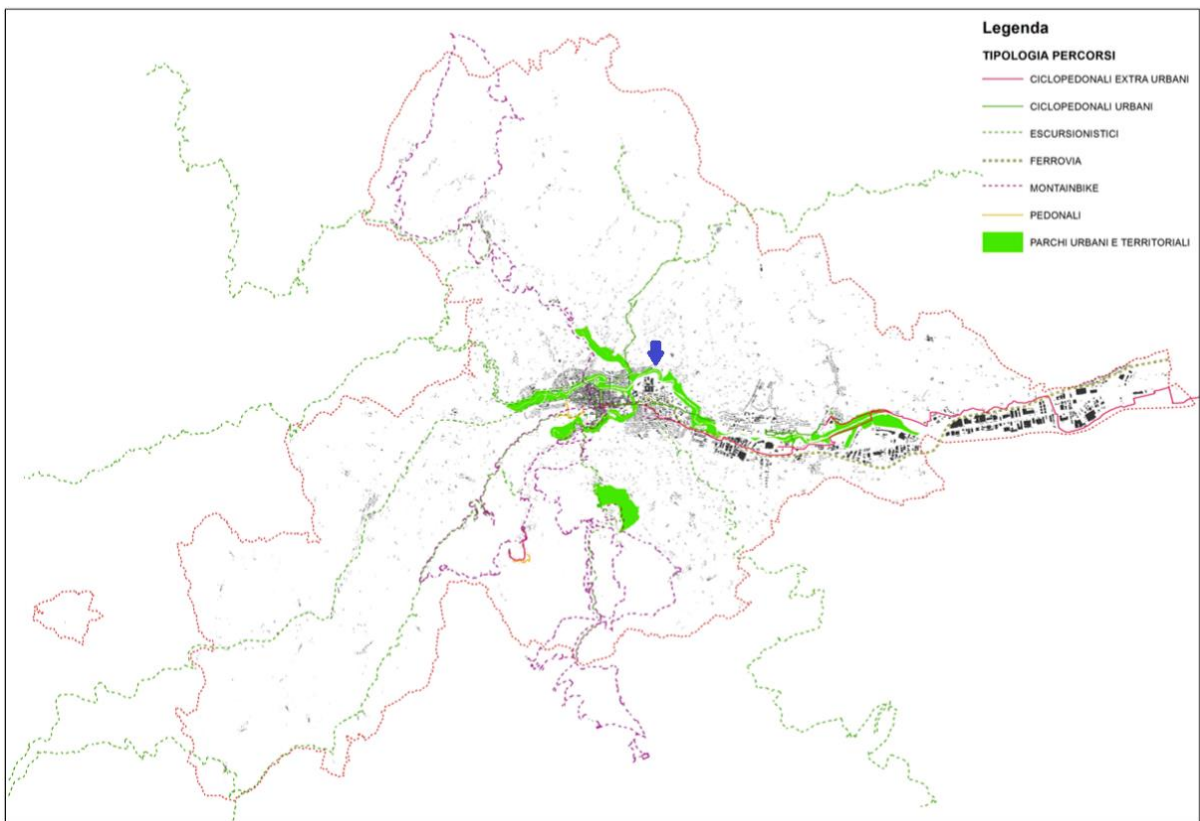 Legenda
TIPOLOGIA PERCORSI
CICLOPEDONALI EXTRA URBANI
CICLOPEDONALI URBANI
ESCURSIONISTICI
FERROVIA
MONTAINBIKE
PEDONALI
PARCHI URBANI E TERRITORIALI